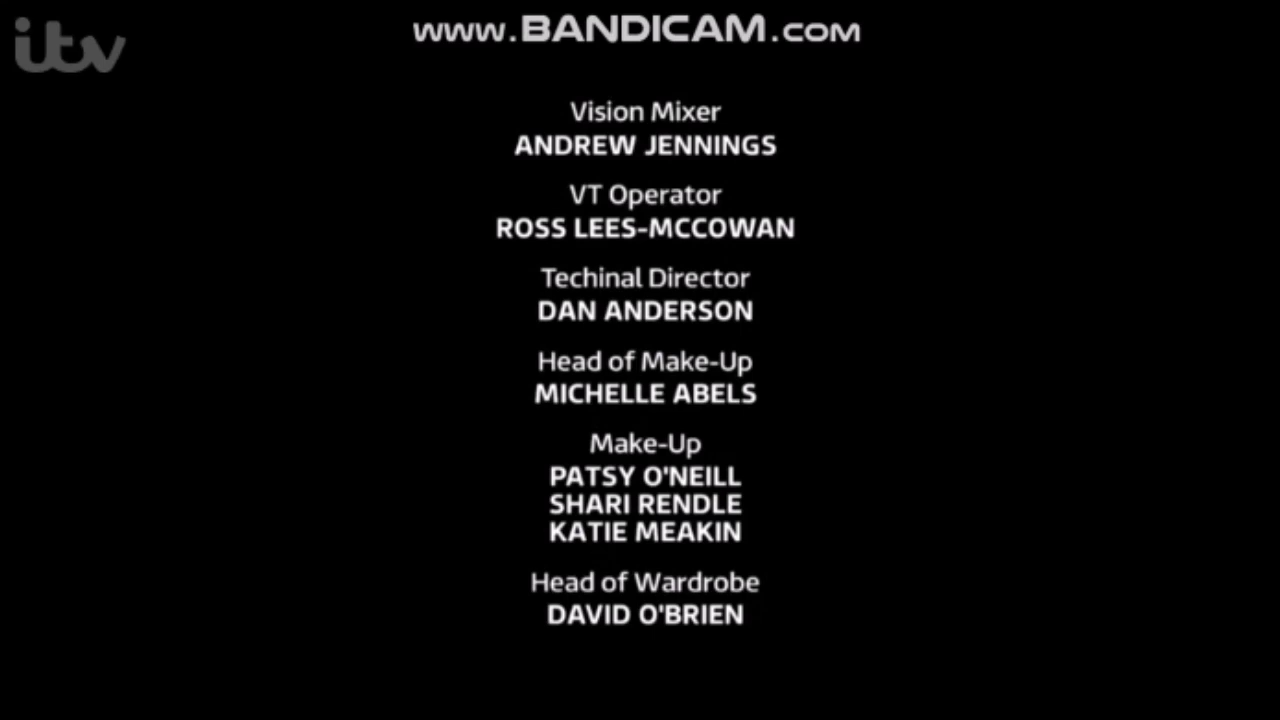 itv
www.BANDICAM.com
Vision Mixer
ANDREW JENNINGS
VT Operator
ROSS LEES-MCCOWAN
Techinal Director
DAN ANDERSON
Head of Make-Up
MICHELLE ABELS
Make-Up
PATSY O'NEILL
SHARI RENDLE
KATIE MEAKIN
Head of Wardrobe
DAVID O'BRIEN